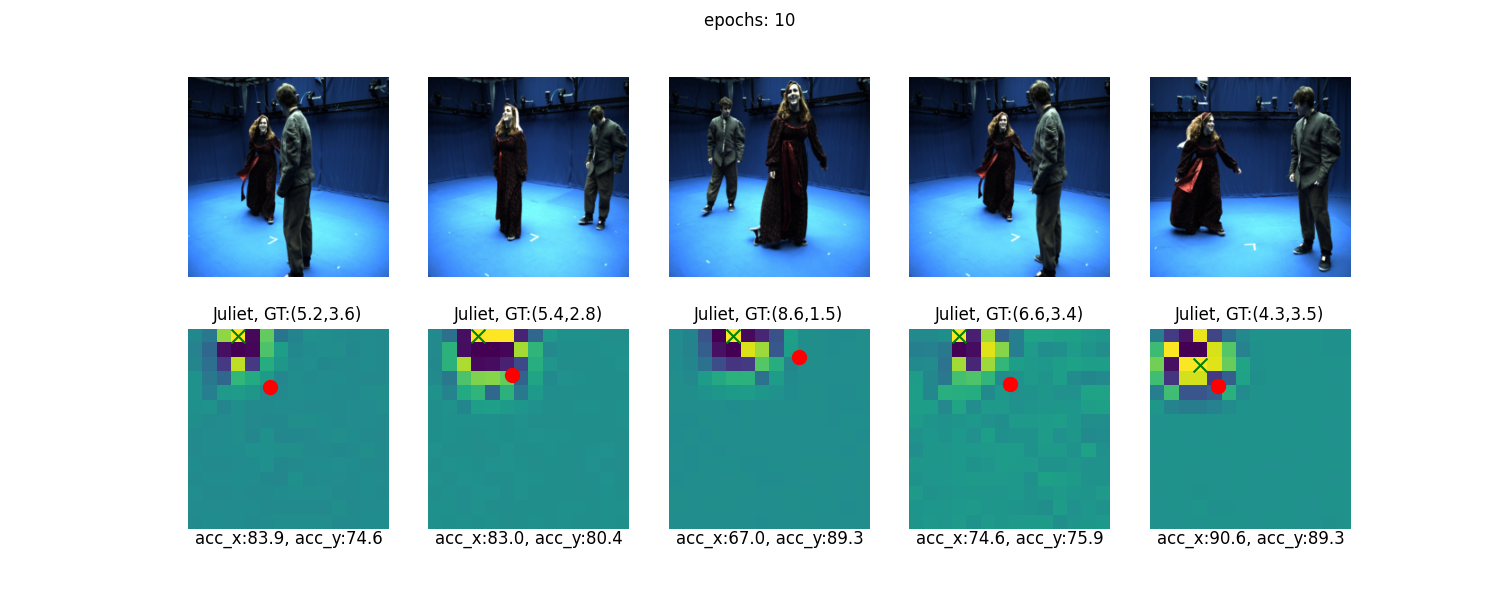 epochs: 10
Juliet, GT:(5.2,3.6)
Juliet, GT:(5.4,2.8)
Juliet, GT:(8.6,1.5)
Juliet, GT:(6.6,3.4)
Juliet, GT:(4.3,3.5)
acc_x:83.9, acc_y:74.6
acc_x:83.0, acc_y:80.4
acc_x:67.0, acc_y:89.3
acc_x:74.6, acc_y:75.9
acc_x:90.6, acc_y:89.3